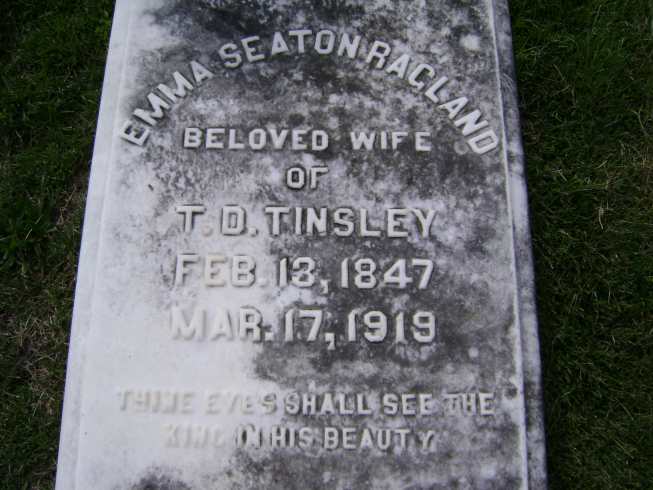 EMMA SEATON RAGLAND
BELOVED WIFE
OF
T.D.TINSLEY
FEB.13,1847
MAR.17,1919
THINE EYES SHALL SEE THE
KING IN HIS BEAUTY